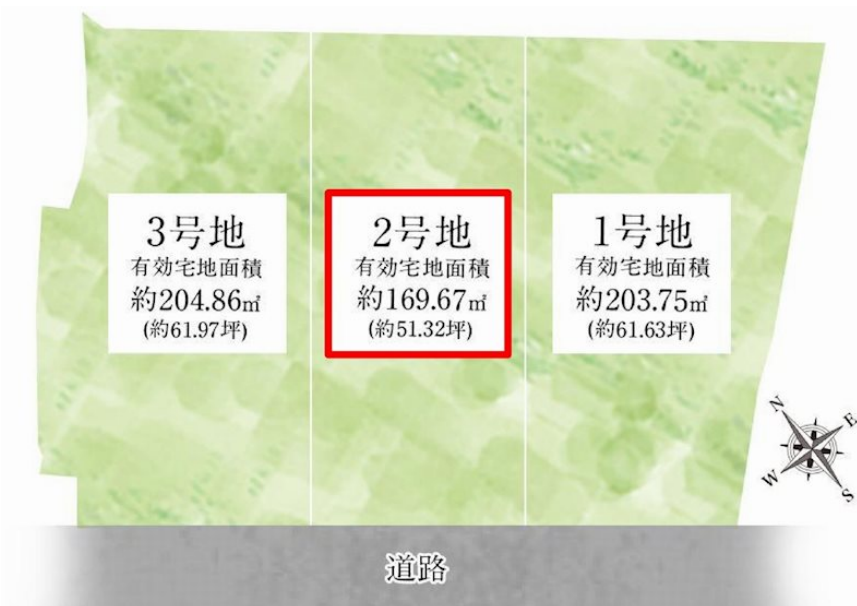 3号地
有効宅地面積
約204.86㎡
(約61.97坪)
2号地
有効宅地面積
約169.67㎡
(約51.32坪)
1号地
有効宅地面積
約203.75㎡
(約61.63坪)
N
E
W
S
道路